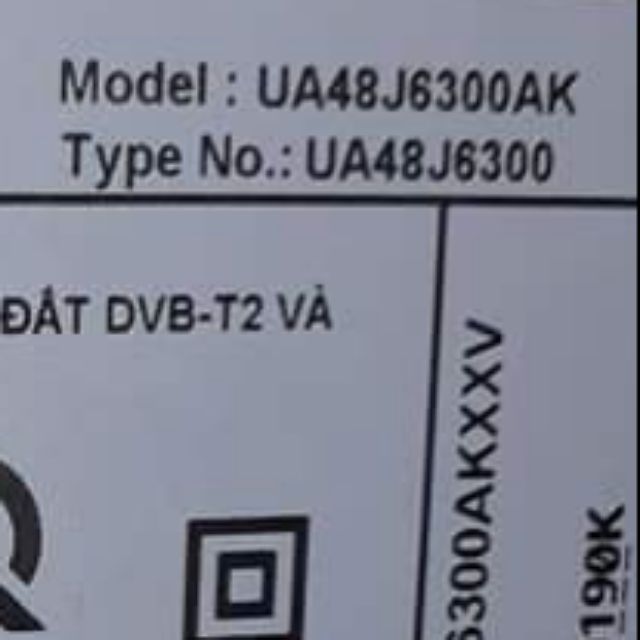 Model : UA48J6300AK
Type No.: UA48J6300
ĐẤT DVB-T2 VÀ
6300AKXXV
190K